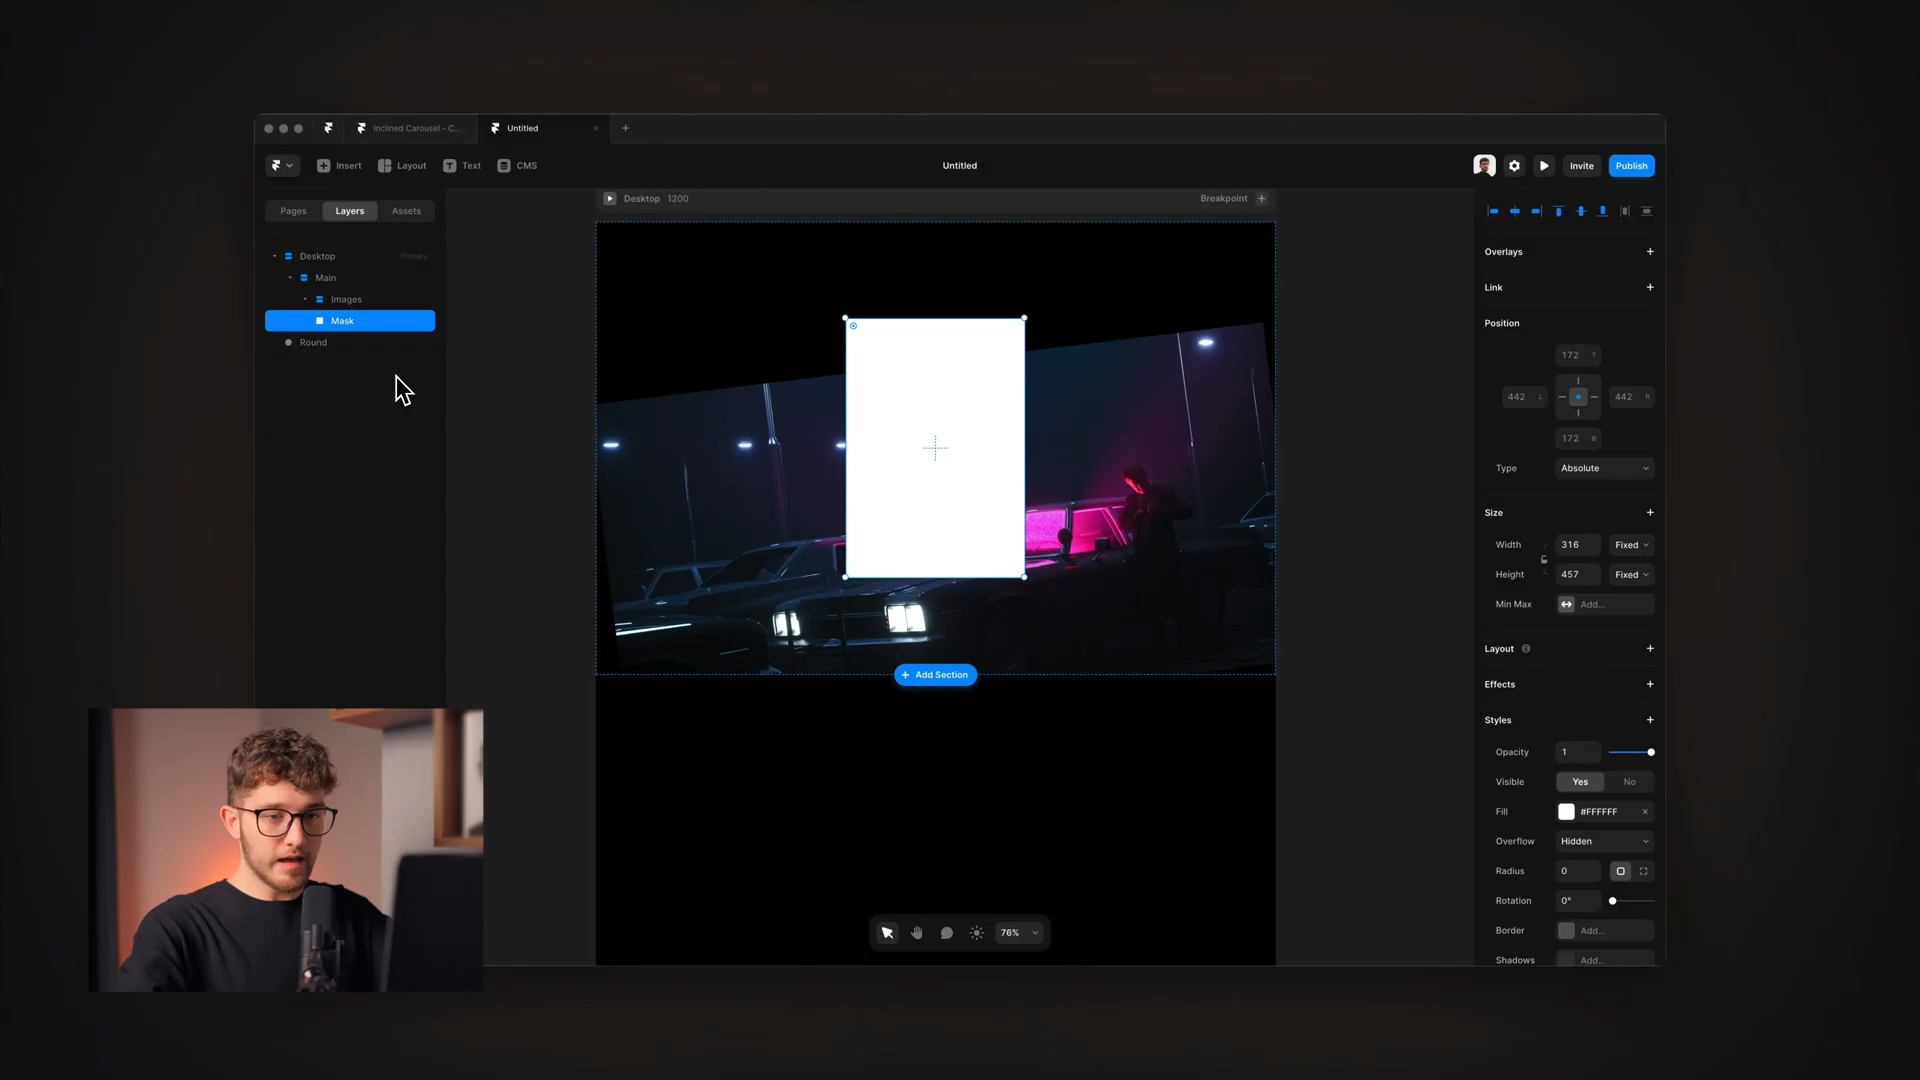 Inclined Carousel - C...
Untitled
Insert
Layout
Text
CMS
Untitled
Invite
Publish
Pages
Layers
Assets
Desktop
Primary
Main
Images
Mask
Round
Desktop 1200
Breakpoint
Add Section
76%
Overlays
Link
Position
172 T
442 L
442 R
172 B
Type
Absolute
Size
Width
316
Fixed
Height
457
Fixed
Min Max
Add...
Layout
Effects
Styles
Opacity
1
Visible
Yes
No
Fill
#FFFFFF
Overflow
Hidden
Radius
0
Rotation
0°
Border
Add...
Shadows
Add...